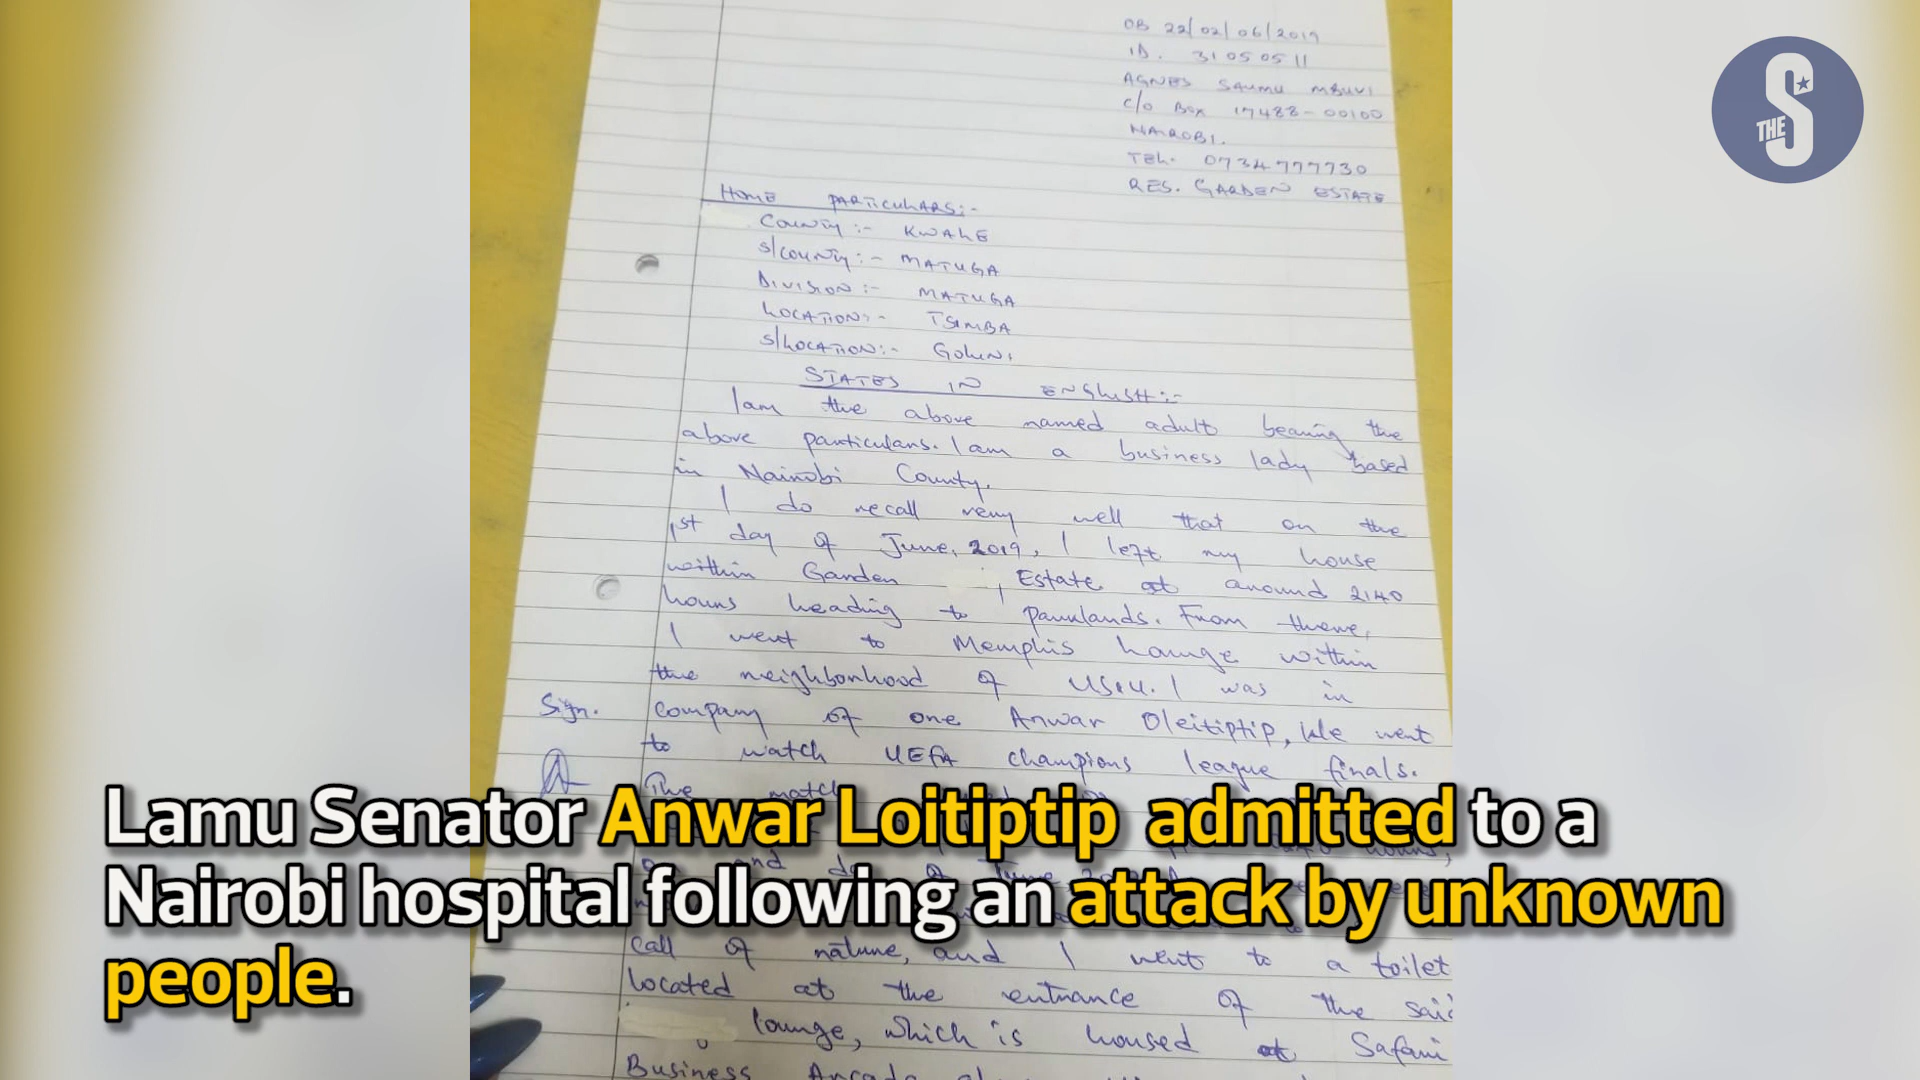 OB 22/02/06/2019
ID. 31050511
AGNES SAUMU MBUVI
c/o Box 17488-00100
NAIROBI.
TEL. 0734777730
RES. GARDEN ESTATE
THE S
HOME PARTICULARS:-
COUNTY:- KWALE
S/COUNTY:- MATUGA
DIVISION:- MATUGA
LOCATION:- TSIMBA
S/LOCATION:- GOLINI
STATES IN ENGLISH:-
I am the above named adult bearing the
above particulars. I am a business lady based
in Nairobi County.
I do recall very well that on the
1st day of June, 2019, I left my house
within Garden , Estate at around 2140
hours heading to parklands. From there,
I went to Memphis lounge within
the neighborhood of USIU. I was in
Sign. company of one Anwar Oleitiptip, We went
to watch UEFA champions league finals.
The match
Lamu Senator Anwar Loitiptip admitted to a
Nairobi hospital following an attack by unknown
people.
call of nature, and I went to a toilet
located at the entrance of the said
lounge, which is housed at Safari
Business Arcade